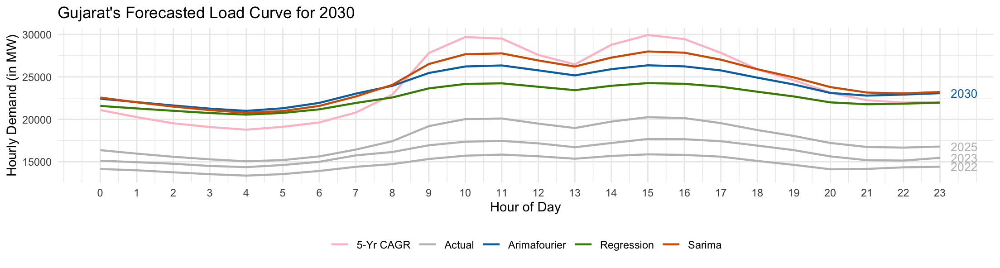 Gujarat's Forecasted Load Curve for 2030
Hourly Demand (in MW)
30000
25000
20000
15000
2030
2025
2023
2022
0 1 2 3 4 5 6 7 8 9 10 11 12 13 14 15 16 17 18 19 20 21 22 23
Hour of Day
5-Yr CAGR Actual Arimafourier Regression Sarima